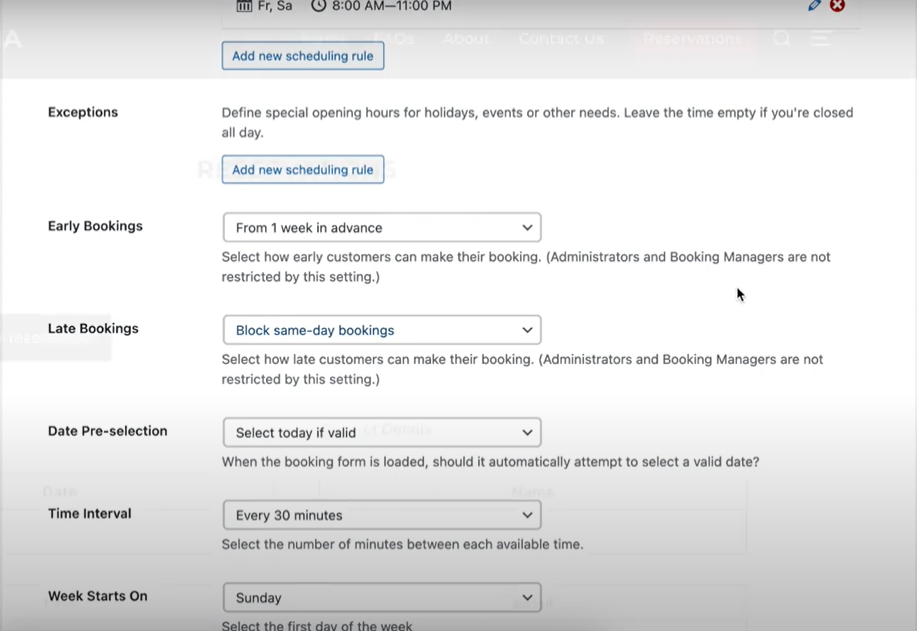 Fr, Sa 8:00 AM—11:00 PM
A FAQs About Contact Us Reservations
Add new scheduling rule
Exceptions
Define special opening hours for holidays, events or other needs. Leave the time empty if you're closed
all day.
Add new scheduling rule
Early Bookings
From 1 week in advance
Select how early customers can make their booking. (Administrators and Booking Managers are not
restricted by this setting.)
Late Bookings
Block same-day bookings
Select how late customers can make their booking. (Administrators and Booking Managers are not
restricted by this setting.)
Date Pre-selection
Select today if valid
Details
When the booking form is loaded, should it automatically attempt to select a valid date?
Date
Name
Time Interval
Every 30 minutes
Select the number of minutes between each available time.
Week Starts On
Sunday
Select the first day of the week